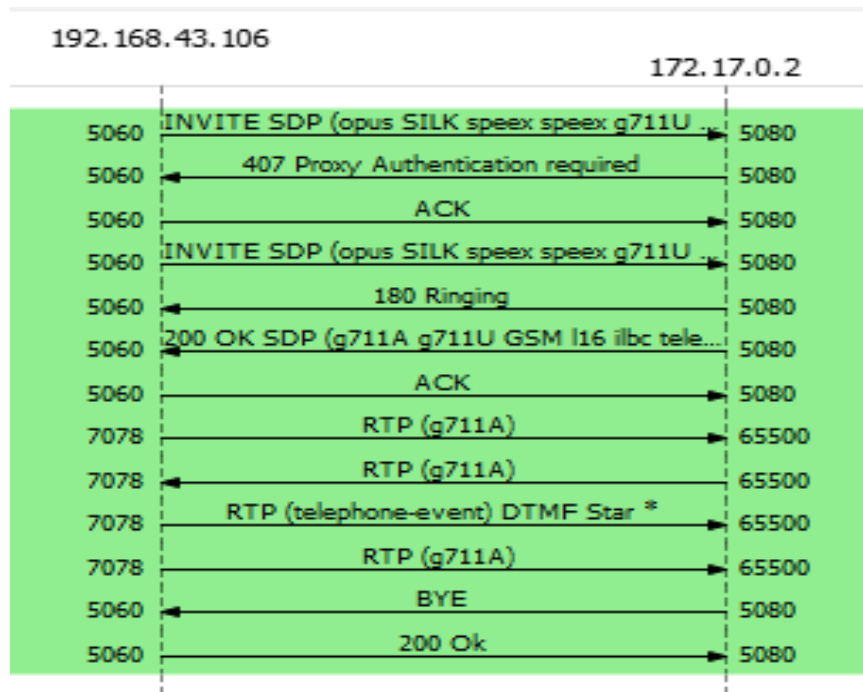 192.168.43.106
172.17.0.2
5060 INVITE SDP (opus SILK speex speex g711U ... 5080
5060 407 Proxy Authentication required 5080
5060 ACK 5080
5060 INVITE SDP (opus SILK speex speex g711U ... 5080
5060 180 Ringing 5080
5060 200 OK SDP (g711A g711U GSM l16 ilbc tele... 5080
5060 ACK 5080
7078 RTP (g711A) 65500
7078 RTP (g711A) 65500
7078 RTP (telephone-event) DTMF Star * 65500
7078 RTP (g711A) 65500
5060 BYE 5080
5060 200 Ok 5080